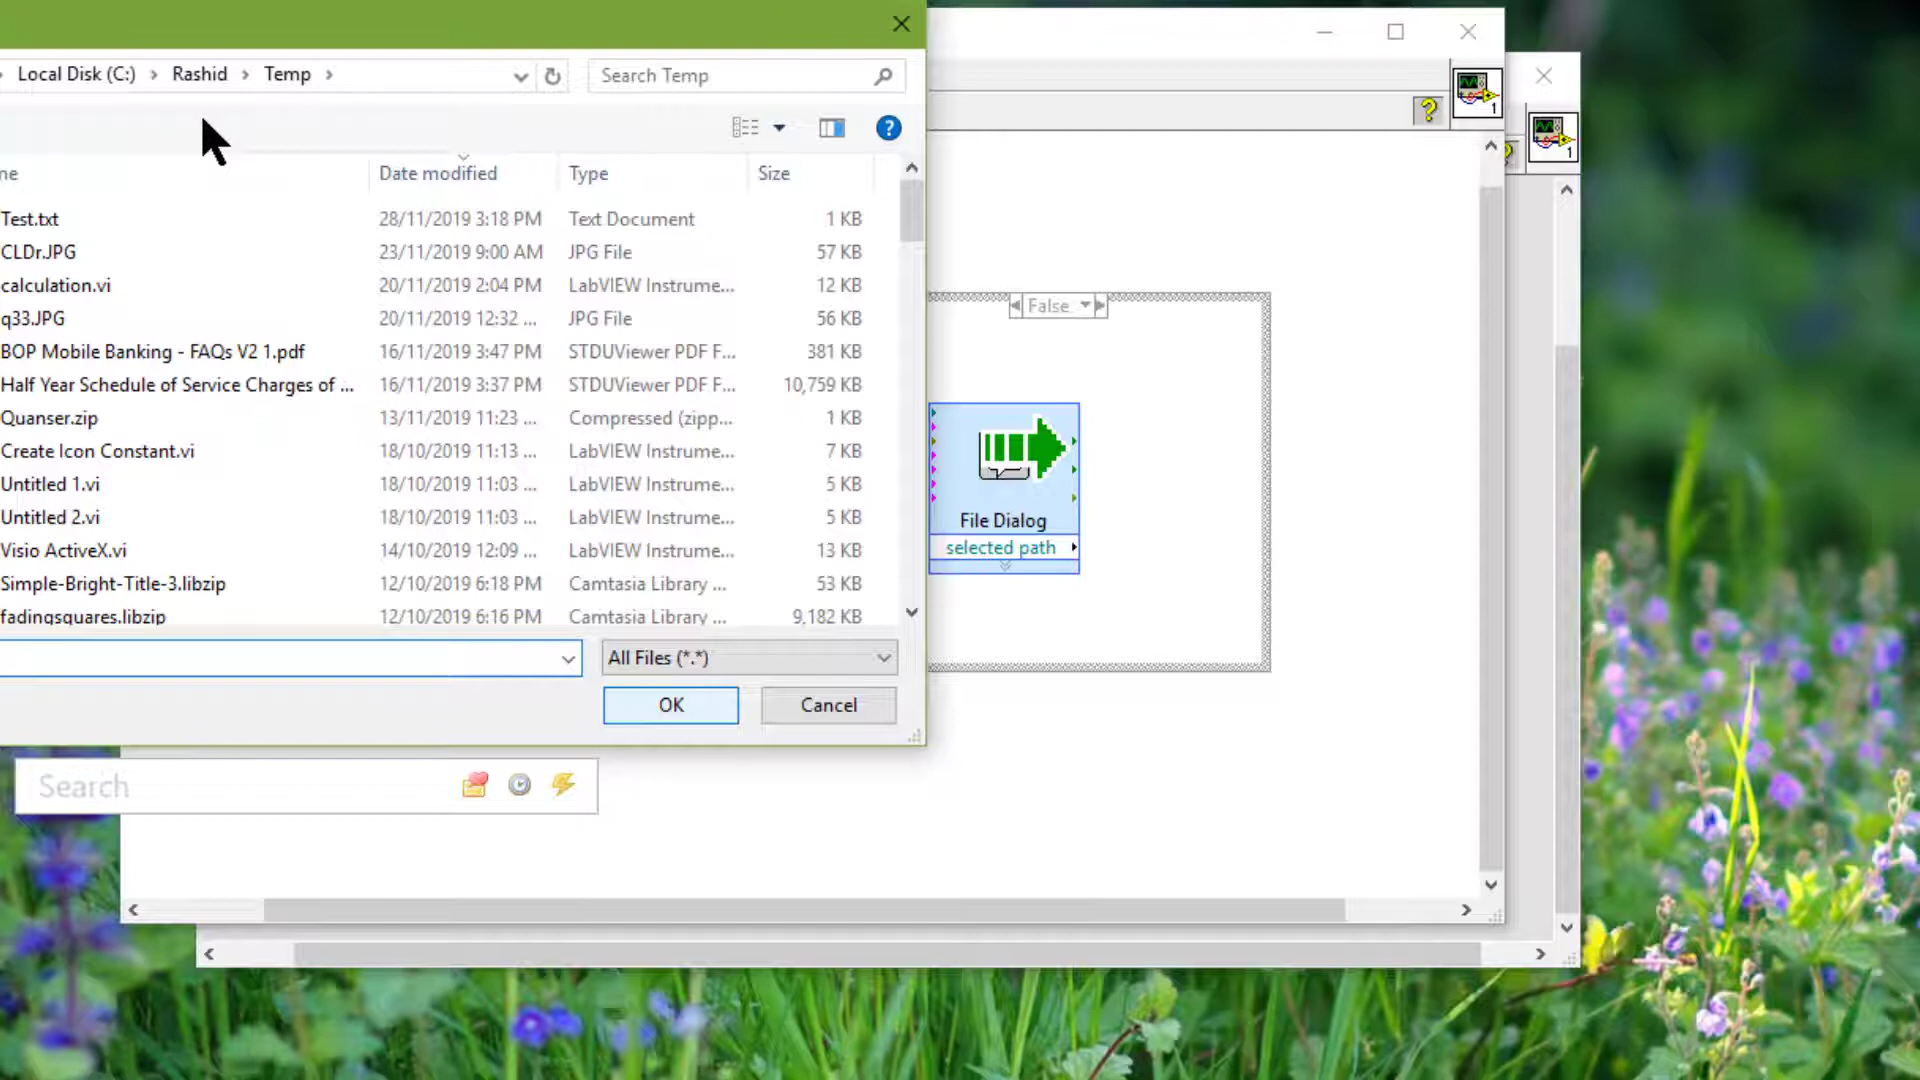 Local Disk (C:) Rashid Temp
Search Temp
Date modified Type Size
Test.txt 28/11/2019 3:18 PM Text Document 1 KB
CLDr.JPG 23/11/2019 9:00 AM JPG File 57 KB
calculation.vi 20/11/2019 2:04 PM LabVIEW Instrume... 12 KB
q33.JPG 20/11/2019 12:32 ... JPG File 56 KB
BOP Mobile Banking - FAQs V2 1.pdf 16/11/2019 3:47 PM STDUViewer PDF F... 381 KB
Half Year Schedule of Service Charges of ... 16/11/2019 3:37 PM STDUViewer PDF F... 10,759 KB
Quanser.zip 13/11/2019 11:23 ... Compressed (zipp... 1 KB
Create Icon Constant.vi 18/10/2019 11:13 ... LabVIEW Instrume... 7 KB
Untitled 1.vi 18/10/2019 11:03 ... LabVIEW Instrume... 5 KB
Untitled 2.vi 18/10/2019 11:03 ... LabVIEW Instrume... 5 KB
Visio ActiveX.vi 14/10/2019 12:09 ... LabVIEW Instrume... 13 KB
Simple-Bright-Title-3.libzip 12/10/2019 6:18 PM Camtasia Library ... 53 KB
fadingsquares.libzip 12/10/2019 6:16 PM Camtasia Library ... 9,182 KB
All Files (*.*)
OK Cancel
Search
1
1
False
File Dialog
selected path